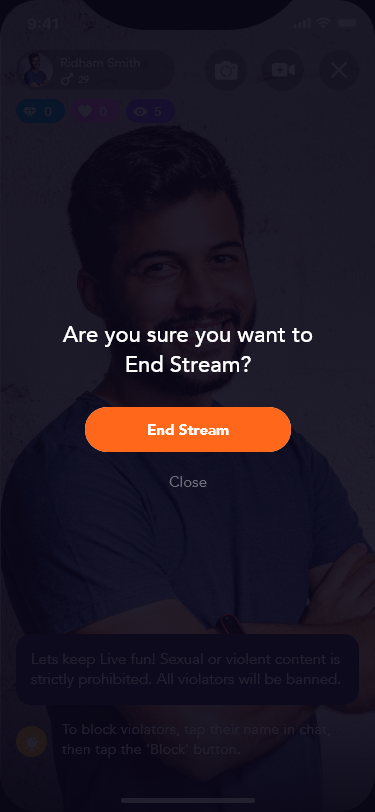 9:41
Ridham Smith
29
0
0
5
Are you sure you want to
End Stream?
End Stream
Close
Lets keep Live fun! Sexual or violent content is
strictly prohibited. All violators will be banned.
To block violators, tap their name in chat,
then tap the 'Block' button.